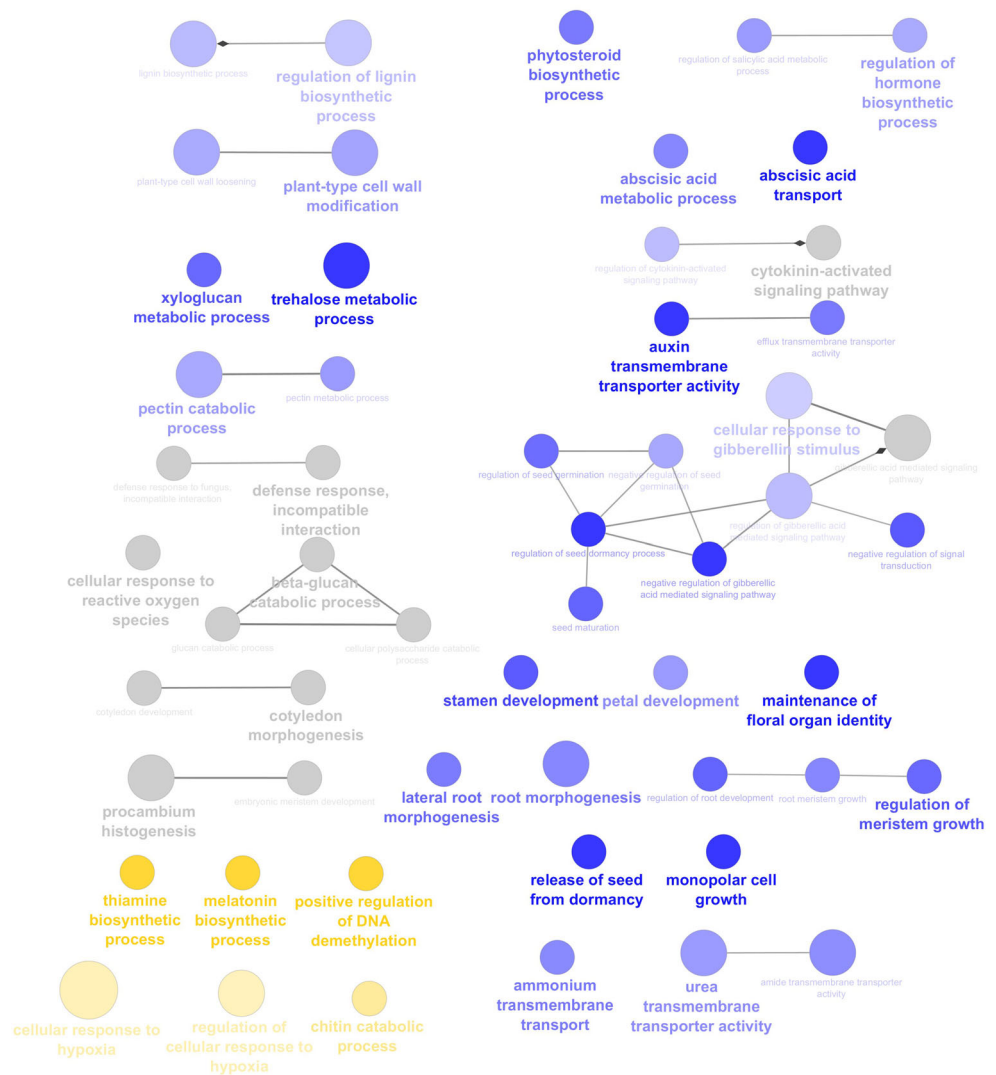 lignin biosynthetic process
regulation of lignin
biosynthetic
process
phytosteroid
biosynthetic
process
regulation of salicylic acid metabolic
process
regulation of
hormone
biosynthetic
process
plant-type cell wall loosening
plant-type cell wall
modification
abscisic acid
metabolic process
abscisic acid
transport
regulation of cytokinin-activated
signaling pathway
cytokinin-activated
signaling pathway
xyloglucan
metabolic process
trehalose metabolic
process
auxin
transmembrane
transporter activity
efflux transmembrane transporter
activity
pectin catabolic
process
pectin metabolic process
cellular response to
gibberellin stimulus
gibberellic acid mediated signaling
pathway
defense response to fungus,
incompatible interaction
defense response,
incompatible
interaction
regulation of seed germination
negative regulation of seed
germination
regulation of gibberellic acid
mediated signaling pathway
cellular response to
reactive oxygen
species
beta-glucan
catabolic process
regulation of seed dormancy process
negative regulation of gibberellic
acid mediated signaling pathway
negative regulation of signal
transduction
glucan catabolic process
cellular polysaccharide catabolic
process
seed maturation
cotyledon development
cotyledon
morphogenesis
stamen development
petal development
maintenance of
floral organ identity
procambium
histogenesis
embryonic meristem development
lateral root
morphogenesis
root morphogenesis
regulation of root development
root meristem growth
regulation of
meristem growth
thiamine
biosynthetic
process
melatonin
biosynthetic
process
positive regulation
of DNA
demethylation
release of seed
from dormancy
monopolar cell
growth
cellular response to
hypoxia
regulation of
cellular response to
hypoxia
chitin catabolic
process
ammonium
transmembrane
transport
urea
transmembrane
transporter activity
amide transmembrane transporter
activity